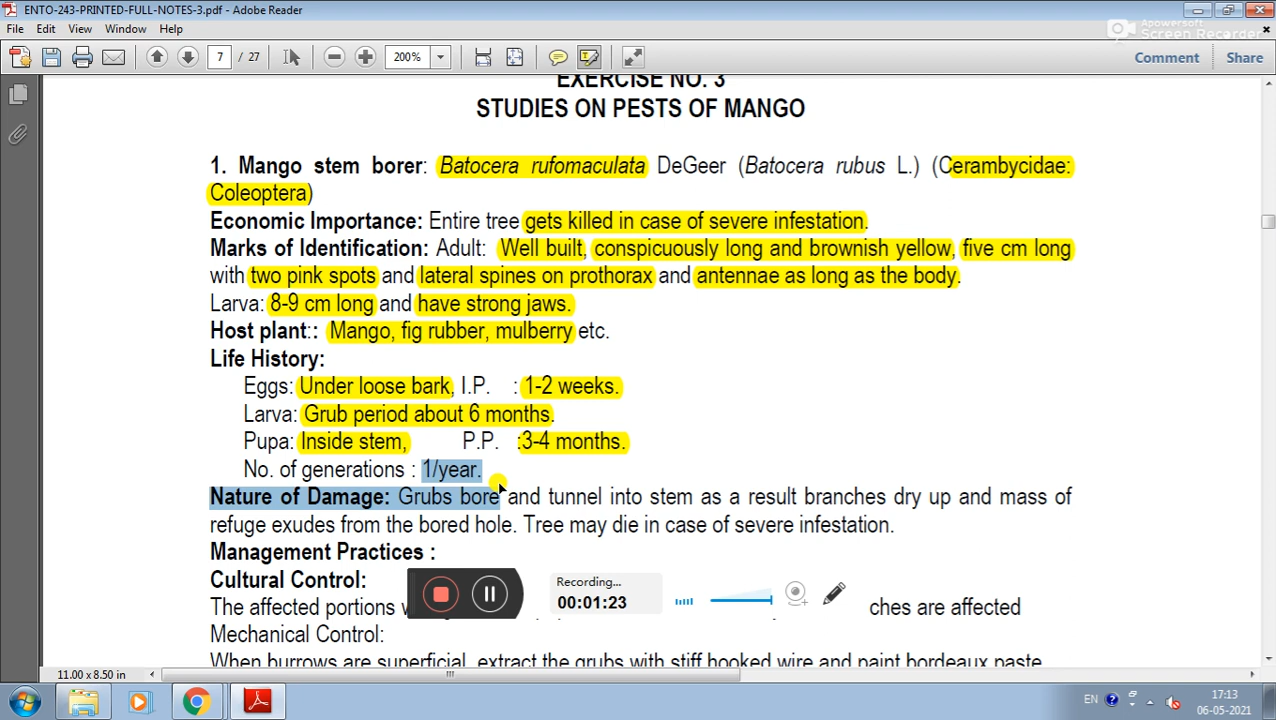 ENTO-243-PRINTED-FULL-NOTES-3.pdf - Adobe Reader
Apowersoft
Screen Recorder
File Edit View Window Help
7 / 27 200% Comment Share
EXERCISE NO. 3
STUDIES ON PESTS OF MANGO
1. Mango stem borer: Batocera rufomaculata DeGeer (Batocera rubus L.) (Cerambycidae:
Coleoptera)
Economic Importance: Entire tree gets killed in case of severe infestation.
Marks of Identification: Adult: Well built, conspicuously long and brownish yellow, five cm long
with two pink spots and lateral spines on prothorax and antennae as long as the body.
Larva: 8-9 cm long and have strong jaws.
Host plant:: Mango, fig rubber, mulberry etc.
Life History:
Eggs: Under loose bark, I.P. : 1-2 weeks.
Larva: Grub period about 6 months.
Pupa: Inside stem, P.P. :3-4 months.
No. of generations : 1/year.
Nature of Damage: Grubs bore and tunnel into stem as a result branches dry up and mass of
refuge exudes from the bored hole. Tree may die in case of severe infestation.
Management Practices :
Cultural Control:
The affected portions ches are affected
Recording...
00:01:23
Mechanical Control:
When burrows are superficial, extract the grubs with stiff hooked wire and paint bordeaux paste
11.00 x 8.50 in
EN
17:13
06-05-2021